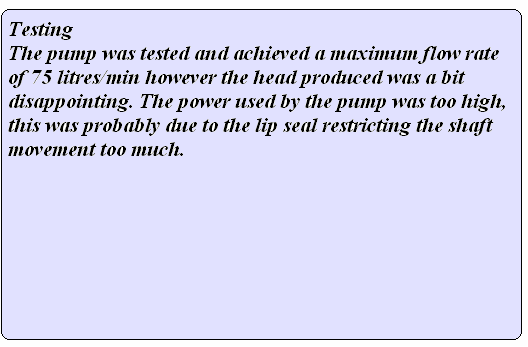 Testing
The pump was tested and achieved a maximum flow rate
of 75 litres/min however the head produced was a bit
disappointing. The power used by the pump was too high,
this was probably due to the lip seal restricting the shaft
movement too much.